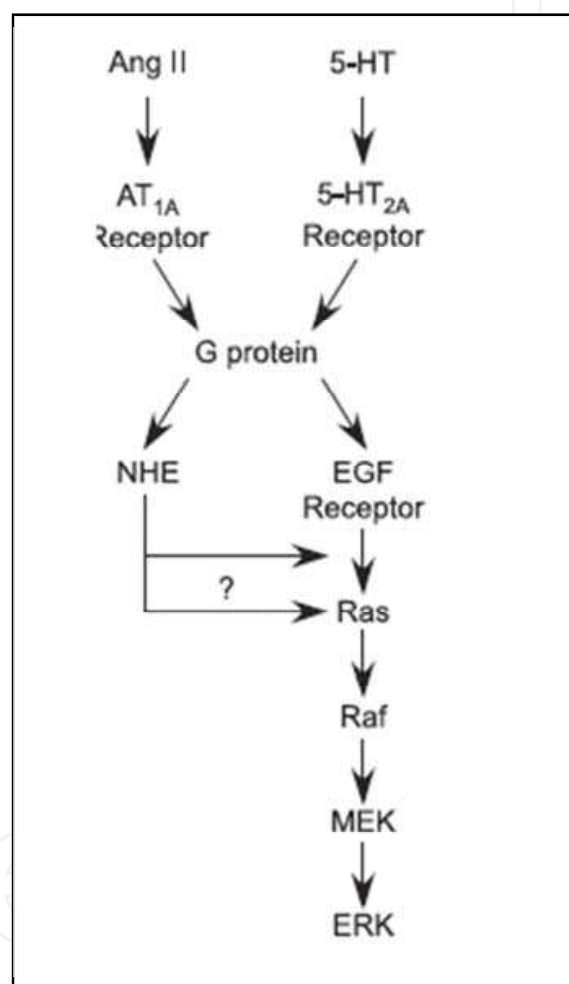 Ang II 5-HT
AT1A 5-HT2A
Receptor Receptor
G protein
NHE EGF
Receptor
?
Ras
Raf
MEK
ERK